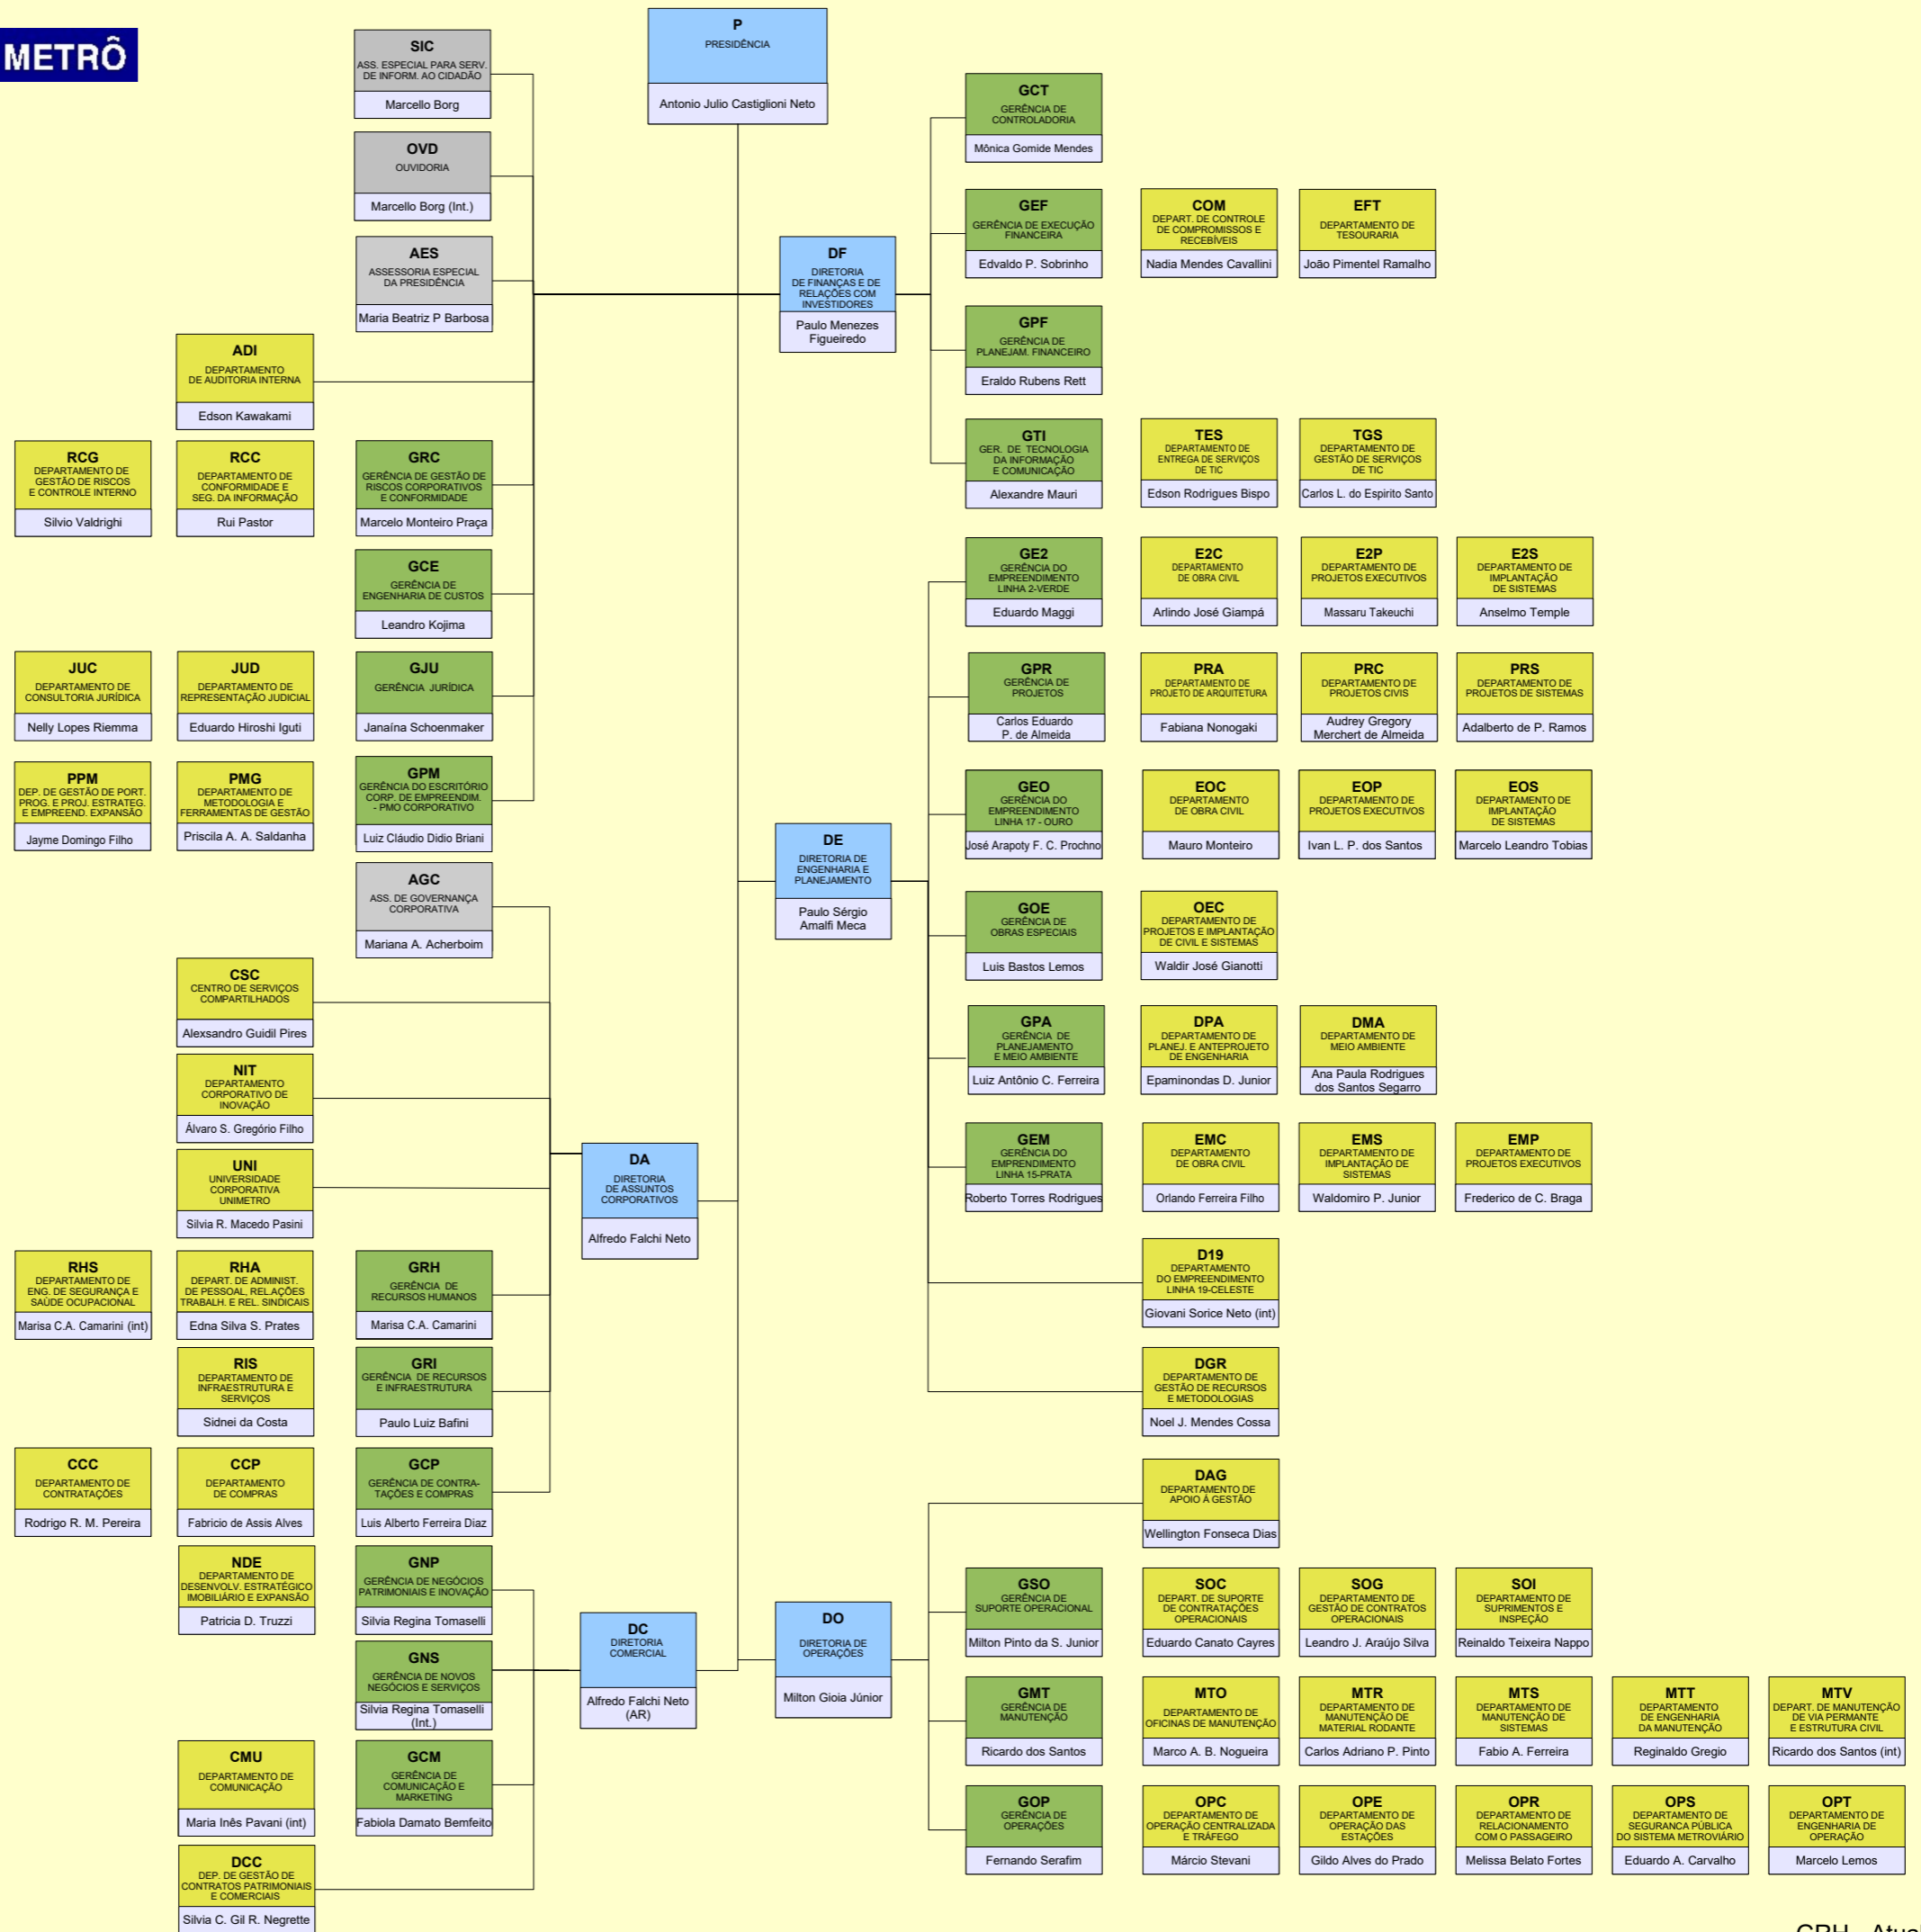 METRÔ
P
PRESIDÊNCIA
Antonio Julio Castiglioni Neto
SIC
ASS. ESPECIAL PARA SERV.
DE INFORM. AO CIDADÃO
Marcello Borg
OVD
OUVIDORIA
Marcello Borg (Int.)
AES
ASSESSORIA ESPECIAL
DA PRESIDÊNCIA
Maria Beatriz P Barbosa
ADI
DEPARTAMENTO
DE AUDITORIA INTERNA
Edson Kawakami
RCG
DEPARTAMENTO DE
GESTÃO DE RISCOS
E CONTROLE INTERNO
Silvio Valdrighi
RCC
DEPARTAMENTO DE
CONFORMIDADE E
SEG. DA INFORMAÇÃO
Rui Pastor
GRC
GERÊNCIA DE GESTÃO DE
RISCOS CORPORATIVOS
E CONFORMIDADE
Marcelo Monteiro Praça
GCE
GERÊNCIA DE
ENGENHARIA DE CUSTOS
Leandro Kojima
JUC
DEPARTAMENTO DE
CONSULTORIA JURÍDICA
Nelly Lopes Riemma
JUD
DEPARTAMENTO DE
REPRESENTAÇÃO JUDICIAL
Eduardo Hiroshi Iguti
GJU
GERÊNCIA JURÍDICA
Janaína Schoenmaker
PPM
DEP. DE GESTÃO DE PORT.
PROG. E PROJ. ESTRATEG.
E EMPREEND. EXPANSÃO
Jayme Domingo Filho
PMG
DEPARTAMENTO DE
METODOLOGIA E
FERRAMENTAS DE GESTÃO
Priscila A. A. Saldanha
GPM
GERÊNCIA DO ESCRITÓRIO
CORP. DE EMPREENDIM.
- PMO CORPORATIVO
Luiz Cláudio Didio Briani
AGC
ASS. DE GOVERNANÇA
CORPORATIVA
Mariana A. Acherboim
CSC
CENTRO DE SERVIÇOS
COMPARTILHADOS
Alexsandro Guidil Pires
NIT
DEPARTAMENTO
CORPORATIVO DE
INOVAÇÃO
Álvaro S. Gregório Filho
UNI
UNIVERSIDADE
CORPORATIVA
UNIMETRO
Silvia R. Macedo Pasini
DA
DIRETORIA
DE ASSUNTOS
CORPORATIVOS
Alfredo Falchi Neto
RHS
DEPARTAMENTO DE
ENG. DE SEGURANÇA E
SAÚDE OCUPACIONAL
Marisa C.A. Camarini (int)
RHA
DEPART. DE ADMINIST.
DE PESSOAL, REL.AÇÕES
TRABALH. E REL. SINDICAIS
Edna Silva S. Prates
GRH
GERÊNCIA DE
RECURSOS HUMANOS
Marisa C.A. Camarini
RIS
DEPARTAMENTO DE
INFRAESTRUTURA E
SERVIÇOS
Sidnei da Costa
GRI
GERÊNCIA DE RECURSOS
E INFRAESTRUTURA
Paulo Luiz Bafini
CCC
DEPARTAMENTO DE
CONTRATAÇÕES
Rodrigo R. M. Pereira
CCP
DEPARTAMENTO
DE COMPRAS
Fabricio de Assis Alves
GCP
GERÊNCIA DE CONTRA-
TAÇÕES E COMPRAS
Luis Alberto Ferreira Diaz
NDE
DEPARTAMENTO DE
DESENVOLV. ESTRATÉGICO
IMOBILIÁRIO E EXPANSÃO
Patricia D. Truzzi
GNP
GERÊNCIA DE NEGÓCIOS
PATRIMONIAIS E INOVAÇÃO
Silvia Regina Tomaselli
GNS
GERÊNCIA DE NOVOS
NEGÓCIOS E SERVIÇOS
Silvia Regina Tomaselli
(Int.)
DC
DIRETORIA
COMERCIAL
Alfredo Falchi Neto
(AR)
CMU
DEPARTAMENTO DE
COMUNICAÇÃO
Maria Inês Pavani (int)
GCM
GERÊNCIA DE
COMUNICAÇÃO E
MARKETING
Fabiola Damato Bemfeito
DCC
DEP. DE GESTÃO DE
CONTRATOS PATRIMONIAIS
E COMERCIAIS
Silvia C. Gil R. Negrette
DF
DIRETORIA
DE FINANÇAS E DE
RELAÇÕES COM
INVESTIDORES
Paulo Menezes
Figueiredo
GCT
GERÊNCIA DE
CONTROLADORIA
Mônica Gomide Mendes
GEF
GERÊNCIA DE EXECUÇÃO
FINANCEIRA
Edvaldo P. Sobrinho
COM
DEPART. DE CONTROLE
DE COMPROMISSOS E
RECEBÍVEIS
Nadia Mendes Cavallini
EFT
DEPARTAMENTO DE
TESOURARIA
João Pimentel Ramalho
GPF
GERÊNCIA DE
PLANEJAM. FINANCEIRO
Eraldo Rubens Rett
GTI
GER. DE TECNOLOGIA
DA INFORMAÇÃO
E COMUNICAÇÃO
Alexandre Mauri
TES
DEPARTAMENTO DE
ENTREGA DE SERVIÇOS
DE TIC
Edson Rodrigues Bispo
TGS
DEPARTAMENTO DE
GESTÃO DE SERVIÇOS
DE TIC
Carlos L. do Espirito Santo
DE
DIRETORIA DE
ENGENHARIA E
PLANEJAMENTO
Paulo Sérgio
Amalfi Meca
GE2
GERÊNCIA DO
EMPREENDIMENTO
LINHA 2-VERDE
Eduardo Maggi
E2C
DEPARTAMENTO
DE OBRA CIVIL
Arlindo José Giampá
E2P
DEPARTAMENTO DE
PROJETOS EXECUTIVOS
Massaru Takeuchi
E2S
DEPARTAMENTO DE
IMPLANTAÇÃO
DE SISTEMAS
Anselmo Temple
GPR
GERÊNCIA DE
PROJETOS
Carlos Eduardo
P. de Almeida
PRA
DEPARTAMENTO DE
PROJETO DE ARQUITETURA
Fabiana Nonogaki
PRC
DEPARTAMENTO DE
PROJETOS CIVIS
Audrey Gregory
Merchert de Almeida
PRS
DEPARTAMENTO DE
PROJETOS DE SISTEMAS
Adalberto de P. Ramos
GEO
GERÊNCIA DO
EMPREENDIMENTO
LINHA 17 - OURO
José Arapoty F. C. Prochno
EOC
DEPARTAMENTO
DE OBRA CIVIL
Mauro Monteiro
EOP
DEPARTAMENTO DE
PROJETOS EXECUTIVOS
Ivan L. P. dos Santos
EOS
DEPARTAMENTO DE
IMPLANTAÇÃO
DE SISTEMAS
Marcelo Leandro Tobias
GOE
GERÊNCIA DE
OBRAS ESPECIAIS
Luis Bastos Lemos
OEC
DEPARTAMENTO DE
PROJETOS E IMPLANTAÇÃO
DE CIVIL E SISTEMAS
Waldir José Gianotti
GPA
GERÊNCIA DE
PLANEJAMENTO
E MEIO AMBIENTE
Luiz Antônio C. Ferreira
DPA
DEPARTAMENTO DE
PLANEJ. E ANTEPROJETO
DE ENGENHARIA
Epaminondas D. Junior
DMA
DEPARTAMENTO DE
MEIO AMBIENTE
Ana Paula Rodrigues
dos Santos Segarro
GEM
GERÊNCIA DO
EMPRENDIMENTO
LINHA 15-PRATA
Roberto Torres Rodrigues
EMC
DEPARTAMENTO
DE OBRA CIVIL
Orlando Ferreira Filho
EMS
DEPARTAMENTO DE
IMPLANTAÇÃO DE
SISTEMAS
Waldomiro P. Junior
EMP
DEPARTAMENTO DE
PROJETOS EXECUTIVOS
Frederico de C. Braga
D19
DEPARTAMENTO
DO EMPREENDIMENTO
LINHA 19-CELESTE
Giovani Sorice Neto (int)
DGR
DEPARTAMENTO DE
GESTÃO DE RECURSOS
E METODOLOGIAS
Noel J. Mendes Cossa
DAG
DEPARTAMENTO DE
APOIO Á GESTÃO
Wellington Fonseca Dias
DO
DIRETORIA DE
OPERAÇÕES
Milton Gioia Júnior
GSO
GERÊNCIA DE
SUPORTE OPERACIONAL
Milton Pinto da S. Junior
SOC
DEPART. DE SUPORTE
DE CONTRATAÇÕES
OPERACIONAIS
Eduardo Canato Cayres
SOG
DEPARTAMENTO DE
GESTÃO DE CONTRATOS
OPERACIONAIS
Leandro J. Araújo Silva
SOI
DEPARTAMENTO DE
SUPRIMENTOS E
INSPEÇÃO
Reinaldo Teixeira Nappo
GMT
GERÊNCIA DE
MANUTENÇÃO
Ricardo dos Santos
MTO
DEPARTAMENTO DE
OFICINAS DE MANUTENÇÃO
Marco A. B. Nogueira
MTR
DEPARTAMENTO DE
MANUTENÇÃO DE
MATERIAL RODANTE
Carlos Adriano P. Pinto
MTS
DEPARTAMENTO DE
MANUTENÇÃO DE
SISTEMAS
Fabio A. Ferreira
MTT
DEPARTAMENTO
DE ENGENHARIA
DA MANUTENÇÃO
Reginaldo Gregio
MTV
DEPART. DE MANUTENÇÃO
DE VIA PERMANTE
E ESTRUTURA CIVIL
Ricardo dos Santos (int)
GOP
GERÊNCIA DE
OPERAÇÕES
Fernando Serafim
OPC
DEPARTAMENTO DE
OPERAÇÃO CENTRALIZADA
E TRÁFEGO
Márcio Stevani
OPE
DEPARTAMENTO DE
OPERAÇÃO DAS
ESTAÇÕES
Gildo Alves do Prado
OPR
DEPARTAMENTO DE
RELACIONAMENTO
COM O PASSAGEIRO
Melissa Belato Fortes
OPS
DEPARTAMENTO DE
SEGURANCA PÚBLICA
DO SISTEMA METROVIÁRIO
Eduardo A. Carvalho
OPT
DEPARTAMENTO DE
ENGENHARIA DE
OPERAÇÃO
Marcelo Lemos